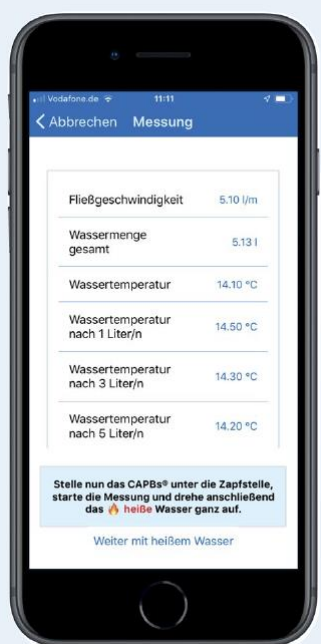 Vodafone.de 11:11
Abbrechen Messung
Fließgeschwindigkeit 5.10 l/m
Wassermenge
gesamt 5.13 l
Wassertemperatur 14.10 °C
Wassertemperatur
nach 1 Liter/n 14.50 °C
Wassertemperatur
nach 3 Liter/n 14.30 °C
Wassertemperatur
nach 5 Liter/n 14.20 °C
Stelle nun das CAPBs® unter die Zapfstelle,
starte die Messung und drehe anschließend
das 🔥 heiße Wasser ganz auf.
Weiter mit heißem Wasser